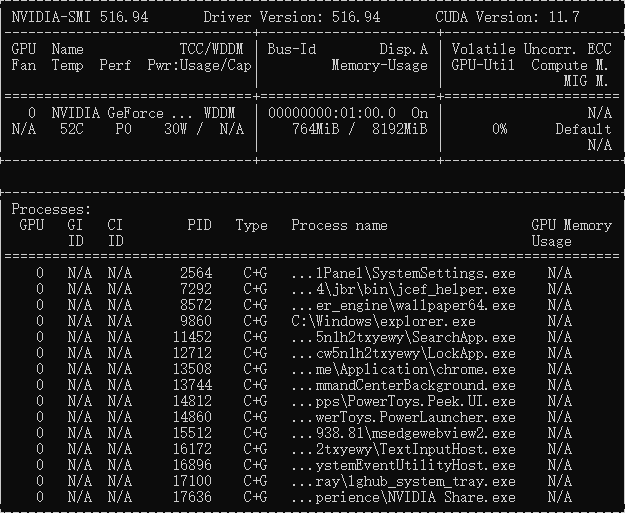 NVIDIA-SMI 516.94 Driver Version: 516.94 CUDA Version: 11.7
GPU Name TCC/WDDM Bus-Id Disp.A Volatile Uncorr. ECC
Fan Temp Perf Pwr:Usage/Cap Memory-Usage GPU-Util Compute M.
MIG M.
0 NVIDIA GeForce ... WDDM 00000000:01:00.0 On N/A
N/A 52C P0 30W / N/A 764MiB / 8192MiB 0% Default
N/A
Processes:
GPU GI CI PID Type Process name GPU Memory
ID ID Usage
0 N/A N/A 2564 C+G ...lPanel\SystemSettings.exe N/A
0 N/A N/A 7292 C+G ...4\jbr\bin\jcef_helper.exe N/A
0 N/A N/A 8572 C+G ...er_engine\wallpaper64.exe N/A
0 N/A N/A 9860 C+G C:\Windows\explorer.exe N/A
0 N/A N/A 11452 C+G ...5n1h2txyewy\SearchApp.exe N/A
0 N/A N/A 12712 C+G ...cw5n1h2txyewy\LockApp.exe N/A
0 N/A N/A 13508 C+G ...me\Application\chrome.exe N/A
0 N/A N/A 13744 C+G ...mmandCenterBackground.exe N/A
0 N/A N/A 14812 C+G ...pps\PowerToys.Peek.UI.exe N/A
0 N/A N/A 14860 C+G ...werToys.PowerLauncher.exe N/A
0 N/A N/A 15512 C+G ...938.81\msedgewebview2.exe N/A
0 N/A N/A 16172 C+G ...2txyewy\TextInputHost.exe N/A
0 N/A N/A 16896 C+G ...ystemEventUtilityHost.exe N/A
0 N/A N/A 17100 C+G ...ray\lghub_system_tray.exe N/A
0 N/A N/A 17636 C+G ...perience\NVIDIA Share.exe N/A